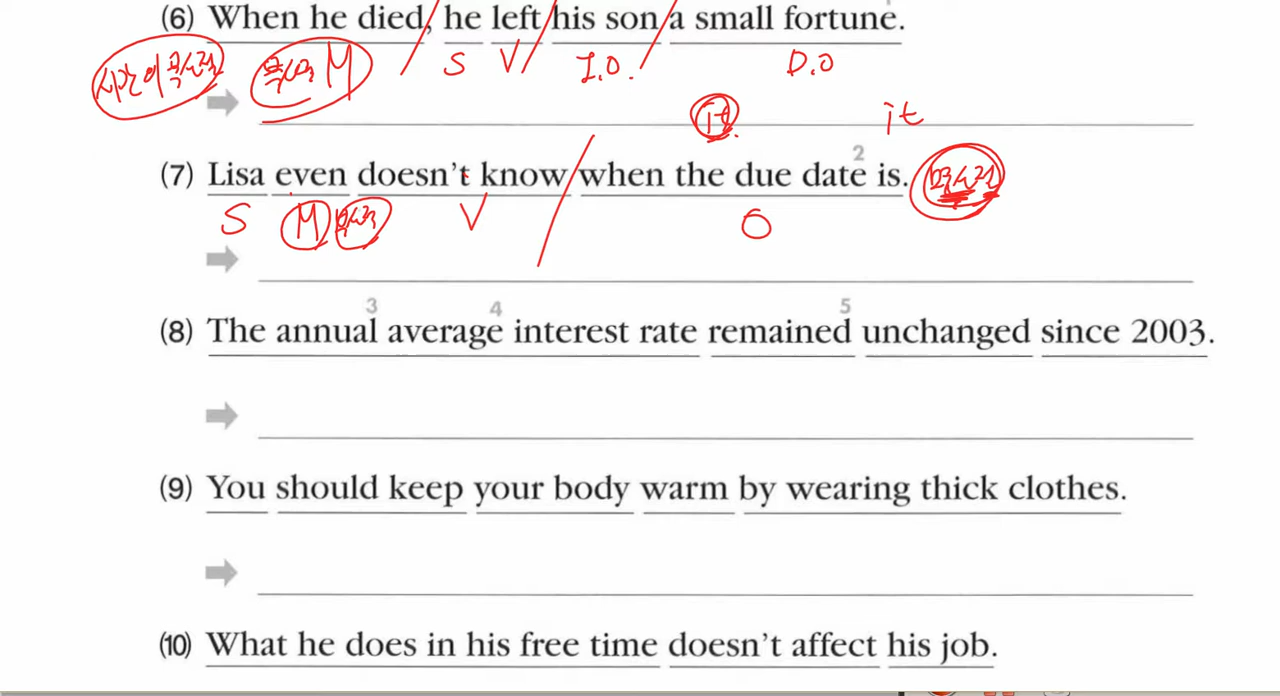 (6) When he died, he left his son a small fortune.
시간의 부사절 부사적 M S V I.O. D.O
it it
2
(7) Lisa even doesn't know when the due date is. 명사절
S M 부사 V O
3 4 5
(8) The annual average interest rate remained unchanged since 2003.
(9) You should keep your body warm by wearing thick clothes.
(10) What he does in his free time doesn't affect his job.